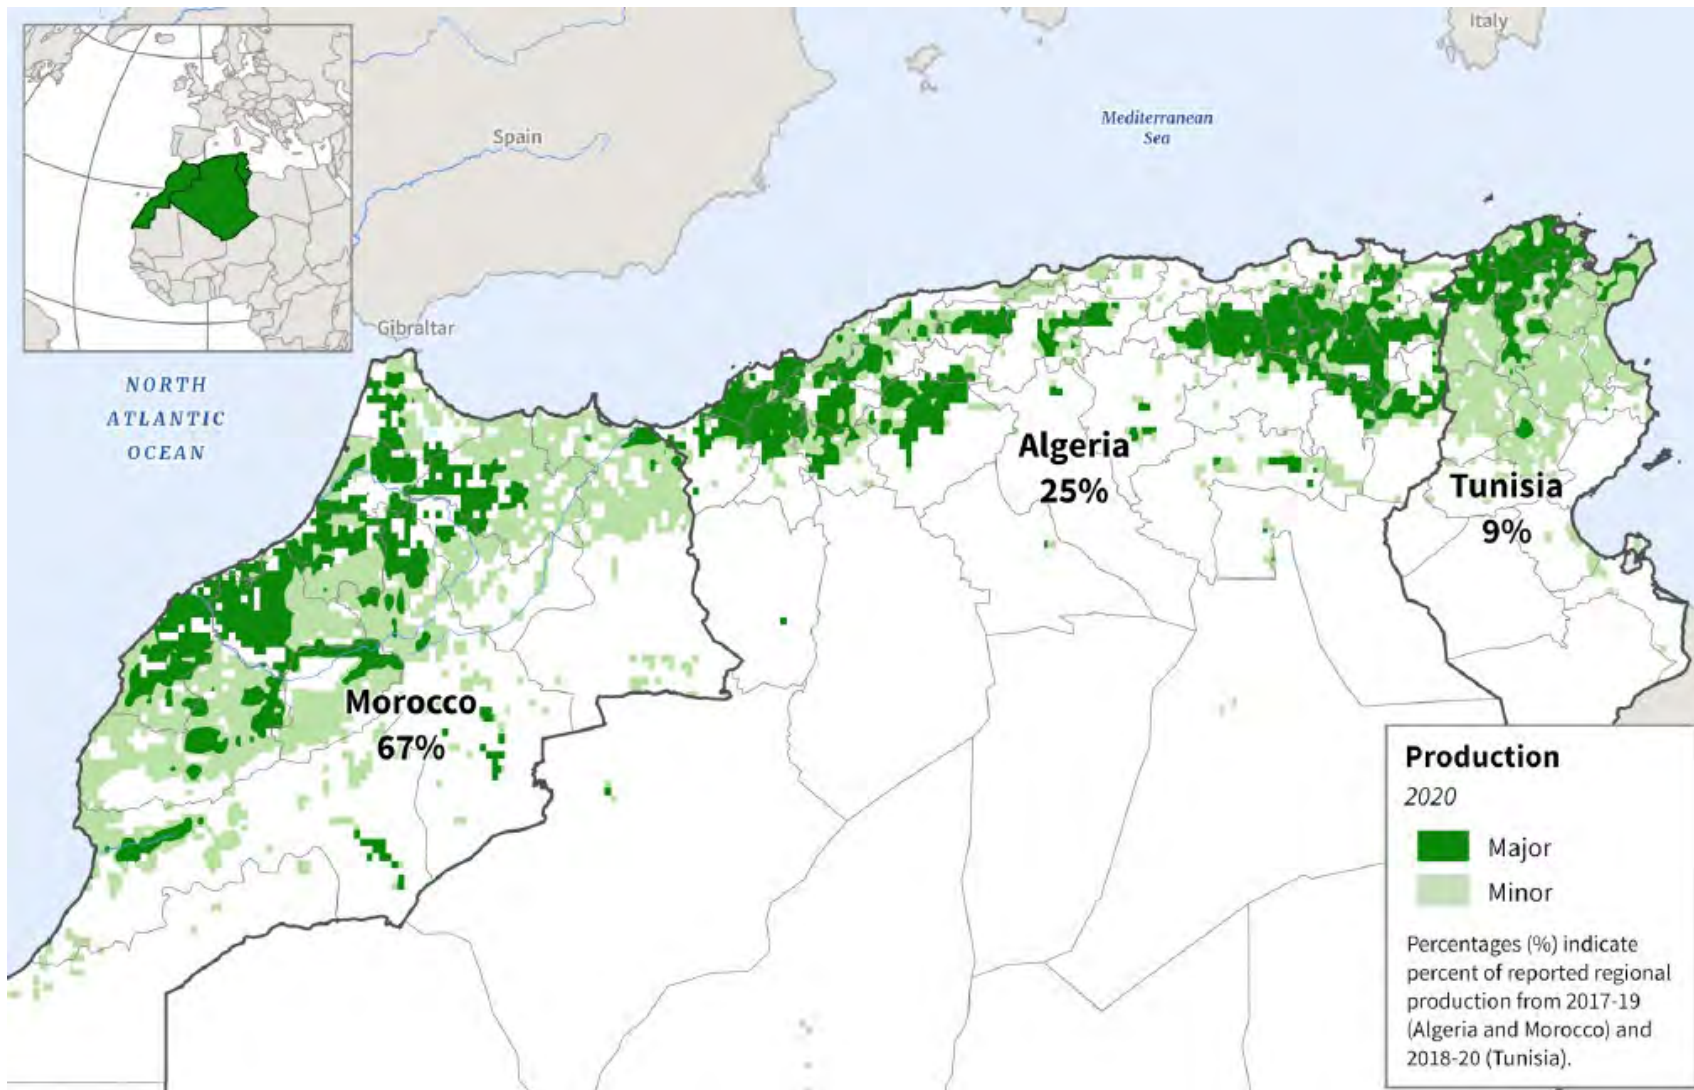 Italy
Mediterranean
Sea
Spain
Gibraltar
NORTH
ATLANTIC
OCEAN
Algeria
25%
Tunisia
9%
Morocco
67%
Production
2020
Major
Minor
Percentages (%) indicate
percent of reported regional
production from 2017-19
(Algeria and Morocco) and
2018-20 (Tunisia).